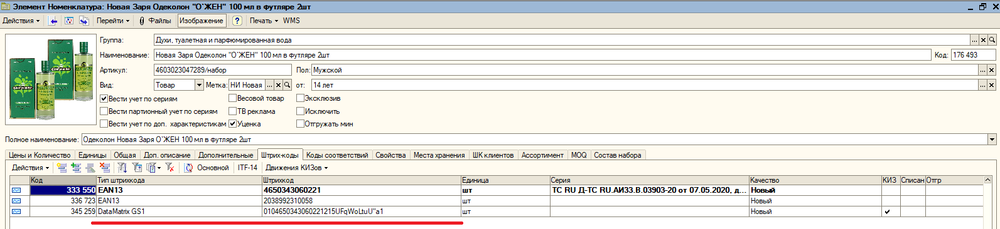 Элемент Номенклатура: Новая Заря Одеколон "О`ЖЕН" 100 мл в футляре 2шт
Действия Перейти Файлы Изображение ? Печать WMS
Группа: Духи, туалетная и парфюмированная вода
Наименование: Новая Заря Одеколон "О`ЖЕН" 100 мл в футляре 2шт Код: 176 493
Артикул: 4603023047289/набор Пол: Мужской
Вид: Товар Метка: НИ Новая от: 14 лет
Вести учет по сериям Весовой товар Эксклюзив
Вести партионный учет по сериям ТВ реклама Исключить
Вести учет по доп. характеристикам Уценка Отгружать мин
Полное наименование: Одеколон Новая Заря О`ЖЕН 100 мл в футляре 2шт
Цены и Количество Единицы Общая Доп. описание Дополнительные Штрих-коды Коды соответствий Свойства Места хранения ШК клиентов Ассортимент MOQ Состав набора
Действия Основной ITF-14 Движения КИЗов
Код Тип штрихкода Штрихкод Единица Серия Качество КИЗ Списан Отгр
333 550 EAN13 4650343060221 шт ТС RU Д-ТС RU.АИ33.В.03903-20 от 07.05.2020, д... Новый
336 723 EAN13 2038992310058 шт Новый
345 259 DataMatrix GS1 0104650343060221215UFqWoLtuU"a1 шт Новый